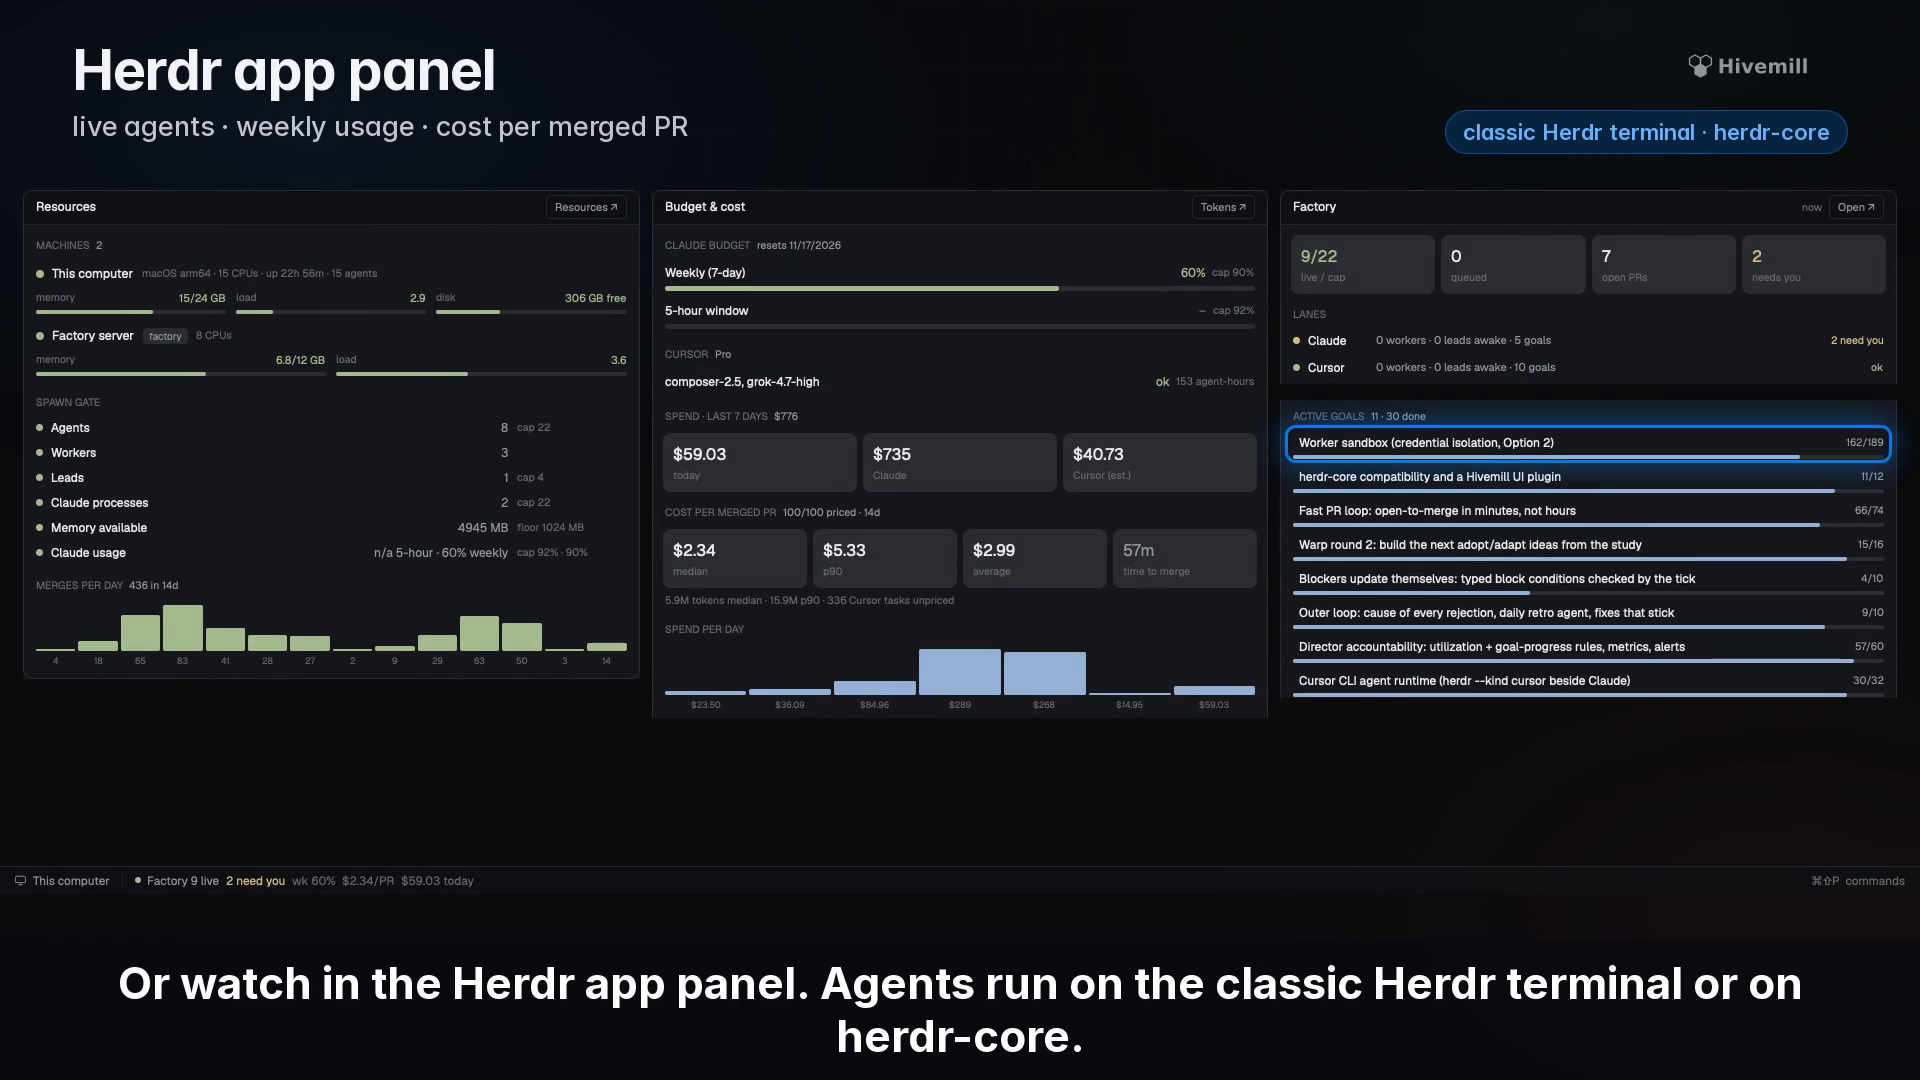 Herdr app panel
live agents · weekly usage · cost per merged PR
Hivemill
classic Herdr terminal · herdr-core
Resources
Resources ↗
MACHINES 2
This computer macOS arm64 · 15 CPUs · up 22h 56m · 15 agents
memory 15/24 GB load 2.9 disk 306 GB free
Factory server factory 8 CPUs
memory 6.8/12 GB load 3.6
SPAWN GATE
Agents 8 cap 22
Workers 3
Leads 1 cap 4
Claude processes 2 cap 22
Memory available 4945 MB floor 1024 MB
Claude usage n/a 5-hour · 60% weekly cap 92% · 90%
MERGES PER DAY 436 in 14d
4 18 65 83 41 28 27 2 9 29 63 50 3 14
Budget & cost
Tokens ↗
CLAUDE BUDGET resets 11/17/2026
Weekly (7-day) 60% cap 90%
5-hour window – cap 92%
CURSOR Pro
composer-2.5, grok-4.7-high ok 153 agent-hours
SPEND · LAST 7 DAYS $776
$59.03 $735 $40.73
today Claude Cursor (est.)
COST PER MERGED PR 100/100 priced · 14d
$2.34 $5.33 $2.99 57m
median p90 average time to merge
5.9M tokens median · 15.9M p90 · 336 Cursor tasks unpriced
SPEND PER DAY
$23.50 $36.09 $84.96 $289 $268 $14.95 $59.03
Factory
now Open ↗
9/22 0 7 2
live / cap queued open PRs needs you
LANES
Claude 0 workers · 0 leads awake · 5 goals 2 need you
Cursor 0 workers · 0 leads awake · 10 goals ok
ACTIVE GOALS 11 · 30 done
Worker sandbox (credential isolation, Option 2) 162/189
herdr-core compatibility and a Hivemill UI plugin 11/12
Fast PR loop: open-to-merge in minutes, not hours 66/74
Warp round 2: build the next adopt/adapt ideas from the study 15/16
Blockers update themselves: typed block conditions checked by the tick 4/10
Outer loop: cause of every rejection, daily retro agent, fixes that stick 9/10
Director accountability: utilization + goal-progress rules, metrics, alerts 57/60
Cursor CLI agent runtime (herdr --kind cursor beside Claude) 30/32
This computer Factory 9 live 2 need you wk 60% $2.34/PR $59.03 today
⌘⇧P commands
Or watch in the Herdr app panel. Agents run on the classic Herdr terminal or on
herdr-core.